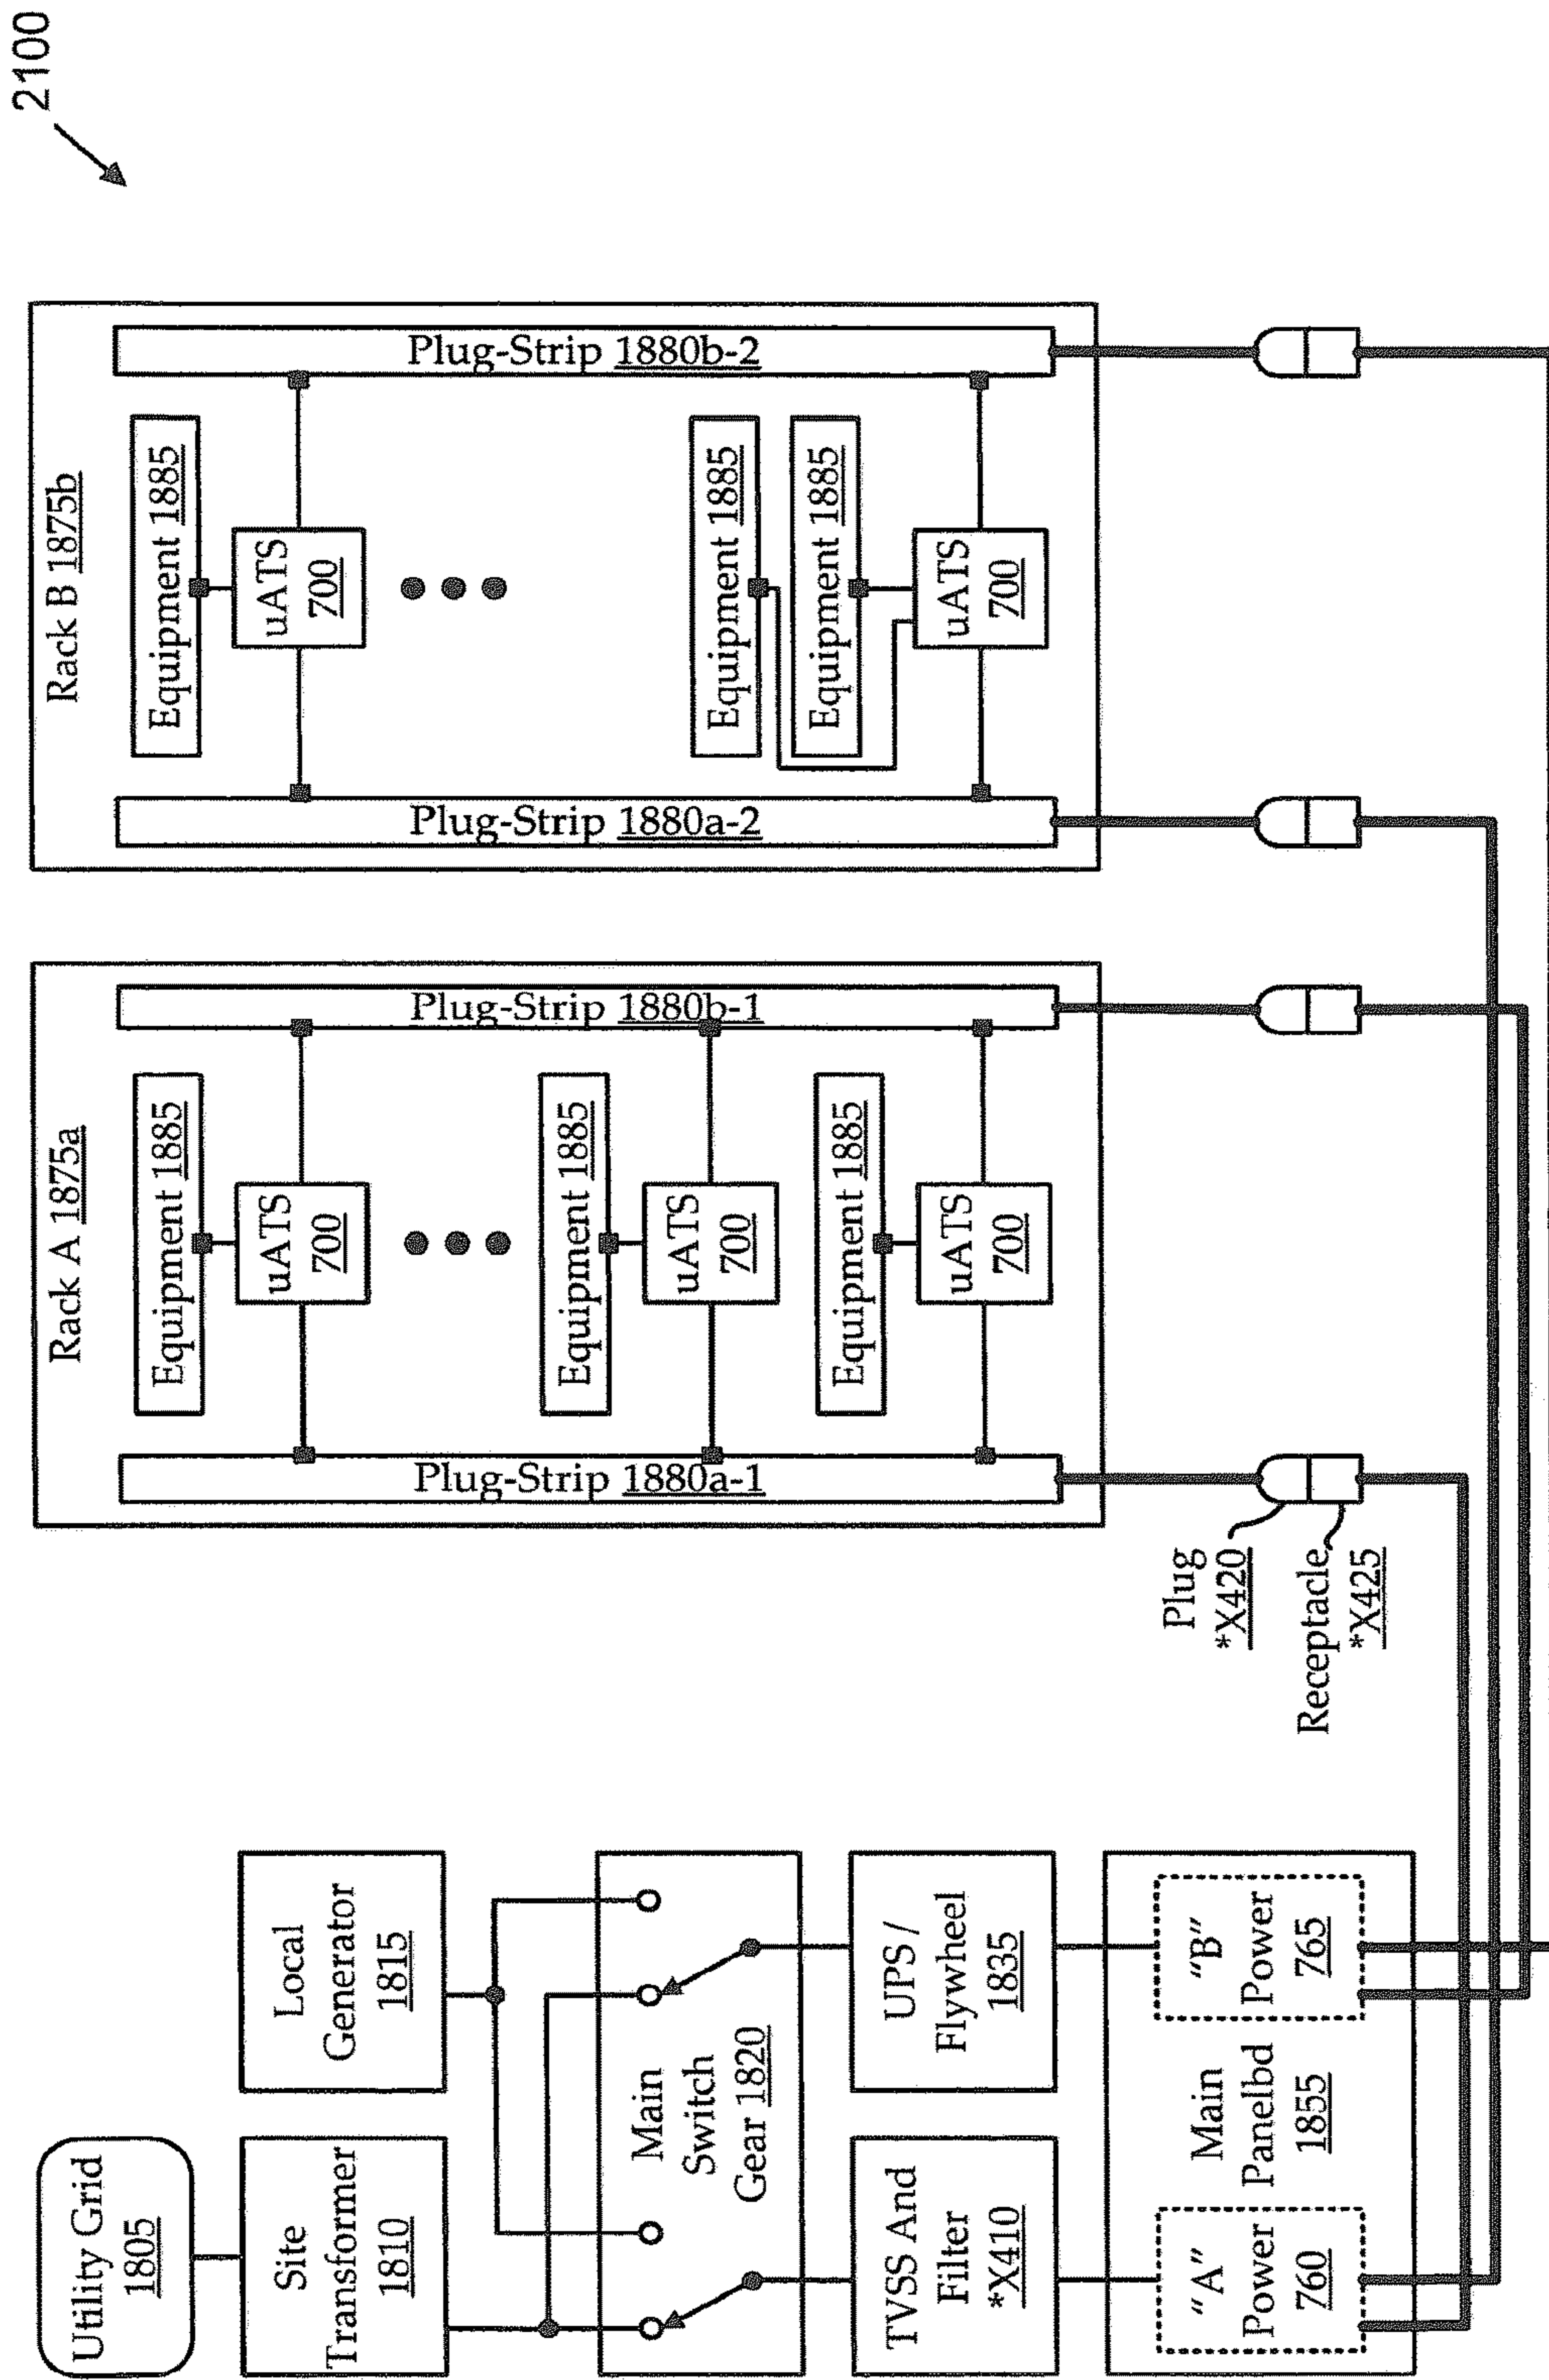 2100
Utility Grid
1805
Site
Transformer
1810
Local
Generator
1815
Main
Switch
Gear 1820
TVSS And
Filter
*X410
UPS /
Flywheel
1835
"A"
Power
760
Main
Panelbd
1855
"B"
Power
765
Rack A 1875a
Plug-Strip 1880a-1
Equipment 1885
uATS
700
Equipment 1885
uATS
700
Equipment 1885
uATS
700
Plug-Strip 1880b-1
Plug
*X420
Receptacle
*X425
Rack B 1875b
Plug-Strip 1880a-2
Equipment 1885
uATS
700
Equipment 1885
Equipment 1885
uATS
700
Plug-Strip 1880b-2